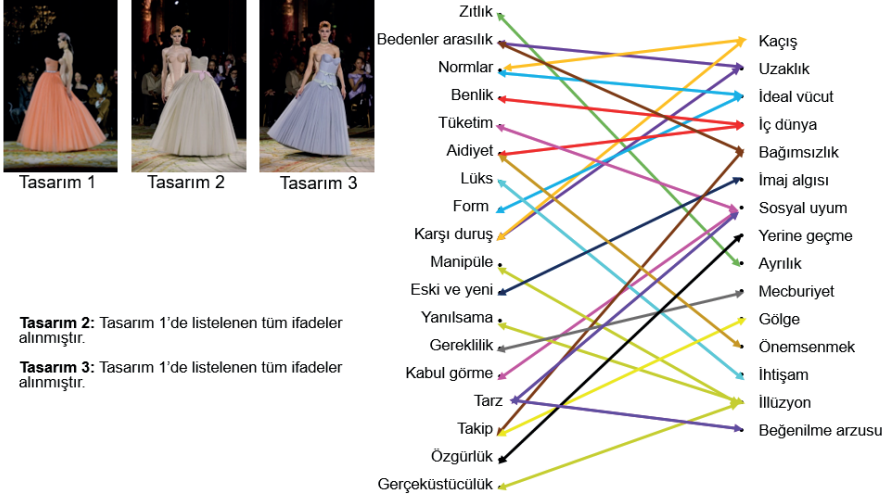 Tasarım 1
Tasarım 2
Tasarım 3
Tasarım 2: Tasarım 1’de listelenen tüm ifadeler
alınmıştır.
Tasarım 3: Tasarım 1’de listelenen tüm ifadeler
alınmıştır.
Zıtlık
Bedenler arasılık
Normlar
Benlik
Tüketim
Aidiyet
Lüks
Form
Karşı duruş
Manipüle
Eski ve yeni
Yanılsama
Gereklilik
Kabul görme
Tarz
Takip
Özgürlük
Gerçeküstücülük
Kaçış
Uzaklık
İdeal vücut
İç dünya
Bağımsızlık
İmaj algısı
Sosyal uyum
Yerine geçme
Ayrılık
Mecburiyet
Gölge
Önemsenmek
İhtişam
İllüzyon
Beğenilme arzusu